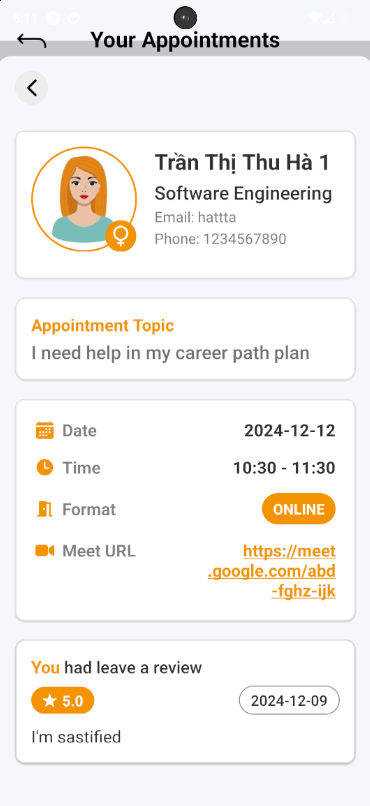 6:11
Your Appointments
Trần Thị Thu Hà 1
Software Engineering
Email: hattta
Phone: 1234567890
Appointment Topic
I need help in my career path plan
Date 2024-12-12
Time 10:30 - 11:30
Format ONLINE
Meet URL https://meet
.google.com/abd
-fghz-ijk
You had leave a review
5.0 2024-12-09
I'm sastified